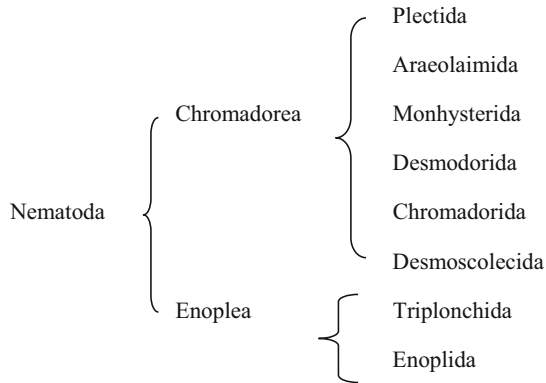 Plectida
Araeolaimida
Chromadorea
Monhysterida
Desmodorida
Nematoda
Chromadorida
Desmoscolecida
Enoplea
Triplonchida
Enoplida